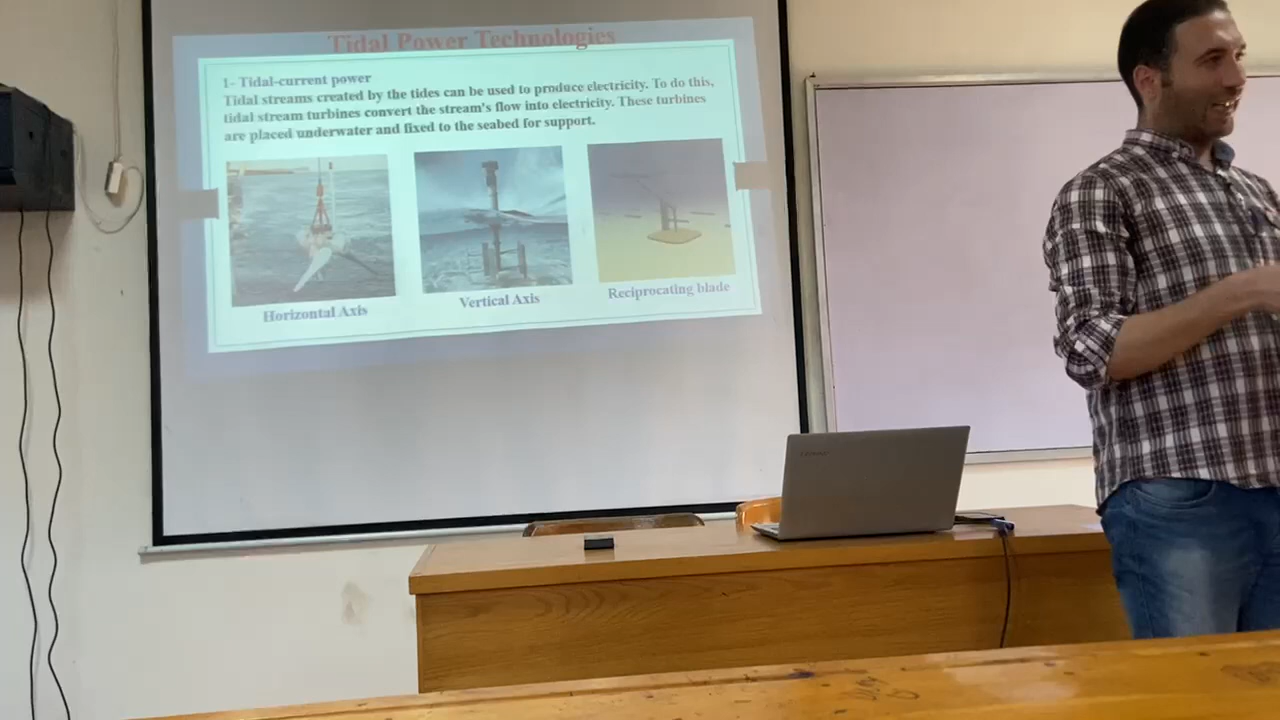 Tidal Power Technologies
1- Tidal-current power
Tidal streams created by the tides can be used to produce electricity. To do this,
tidal stream turbines convert the stream's flow into electricity. These turbines
are placed underwater and fixed to the seabed for support.
Horizontal Axis
Vertical Axis
Reciprocating blade